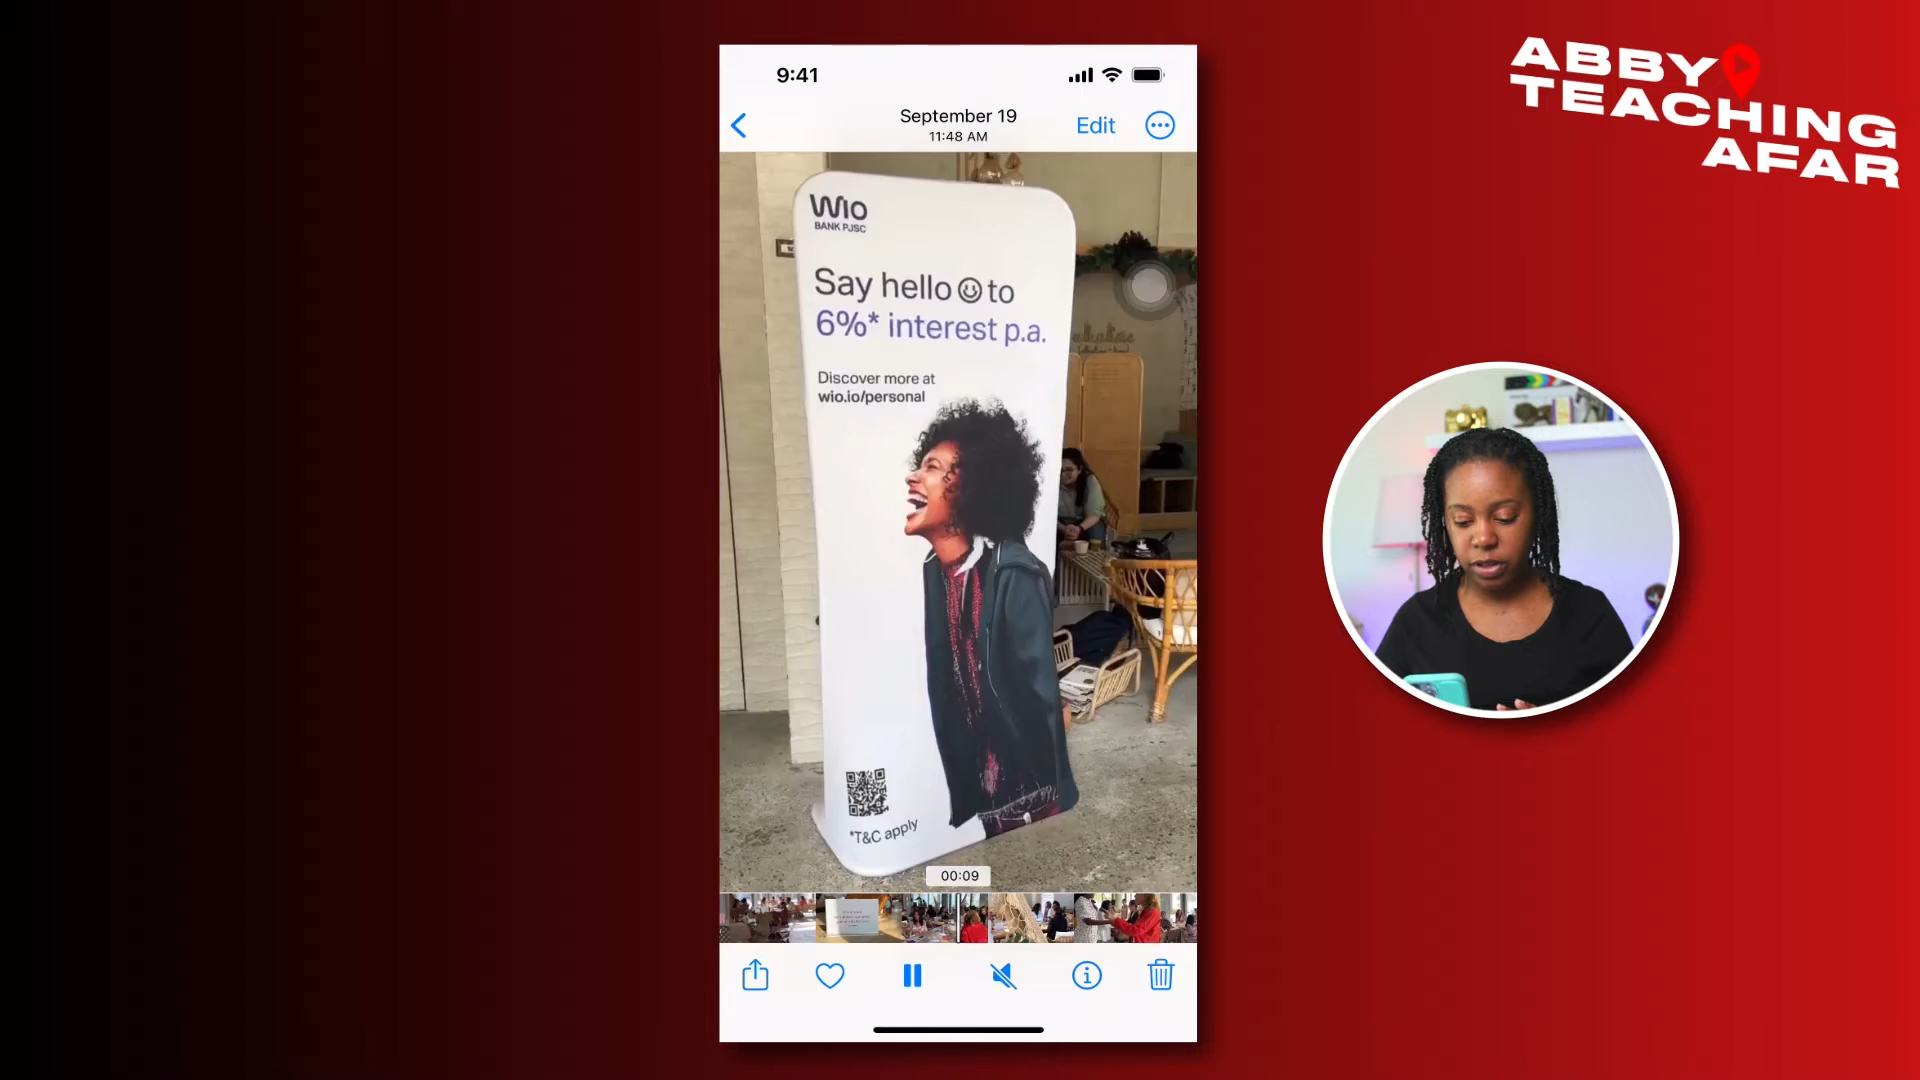 ABBY
TEACHING
AFAR
9:41
September 19
11:48 AM
Edit
Wio
BANK PJSC
Say hello to
6%* interest p.a.
Discover more at
wio.io/personal
*T&C apply
00:09